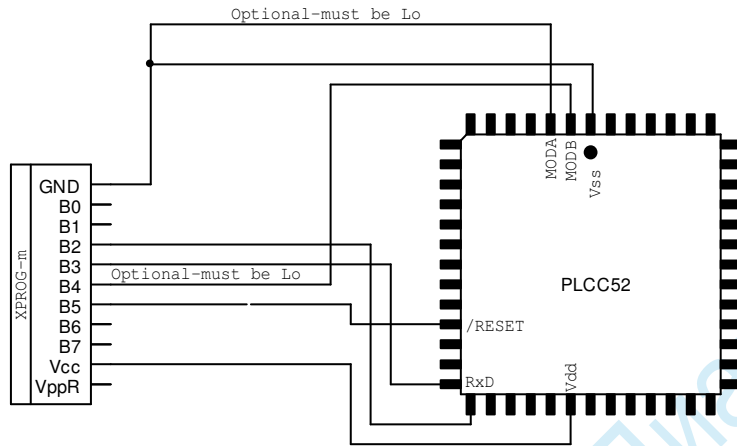 Optional-must be Lo
XPROG-m
GND
B0
B1
B2
B3
B4
B5
B6
B7
Vcc
VppR
Optional-must be Lo
MODA
MODB
Vss
PLCC52
/RESET
RxD
Vdd